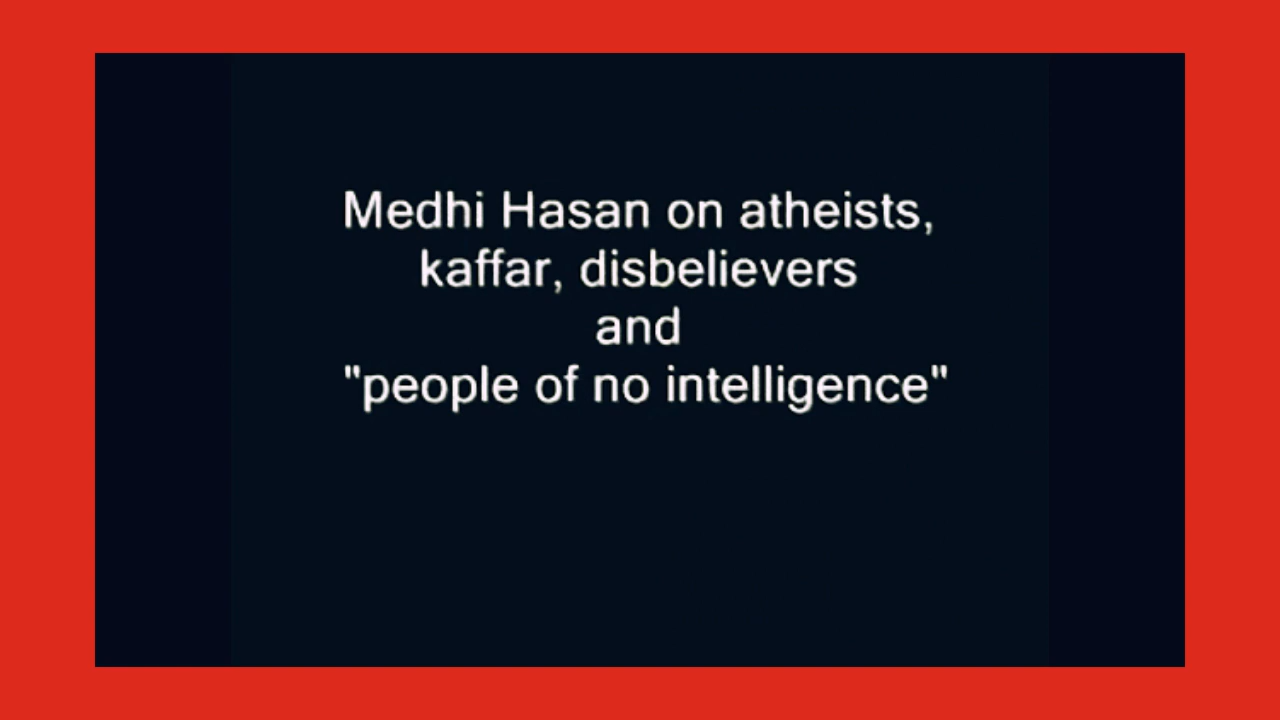 Medhi Hasan on atheists,
kaffar, disbelievers
and
"people of no intelligence"